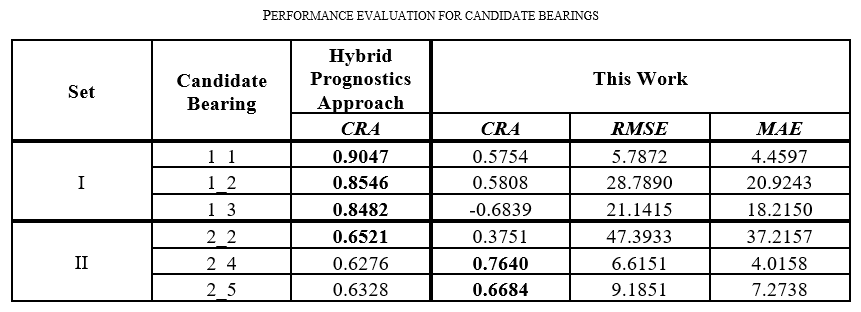 PERFORMANCE EVALUATION FOR CANDIDATE BEARINGS
Set Candidate Bearing Hybrid Prognostics Approach This Work
CRA CRA RMSE MAE
I 1_1 0.9047 0.5754 5.7872 4.4597
1_2 0.8546 0.5808 28.7890 20.9243
1_3 0.8482 -0.6839 21.1415 18.2150
II 2_2 0.6521 0.3751 47.3933 37.2157
2_4 0.6276 0.7640 6.6151 4.0158
2_5 0.6328 0.6684 9.1851 7.2738